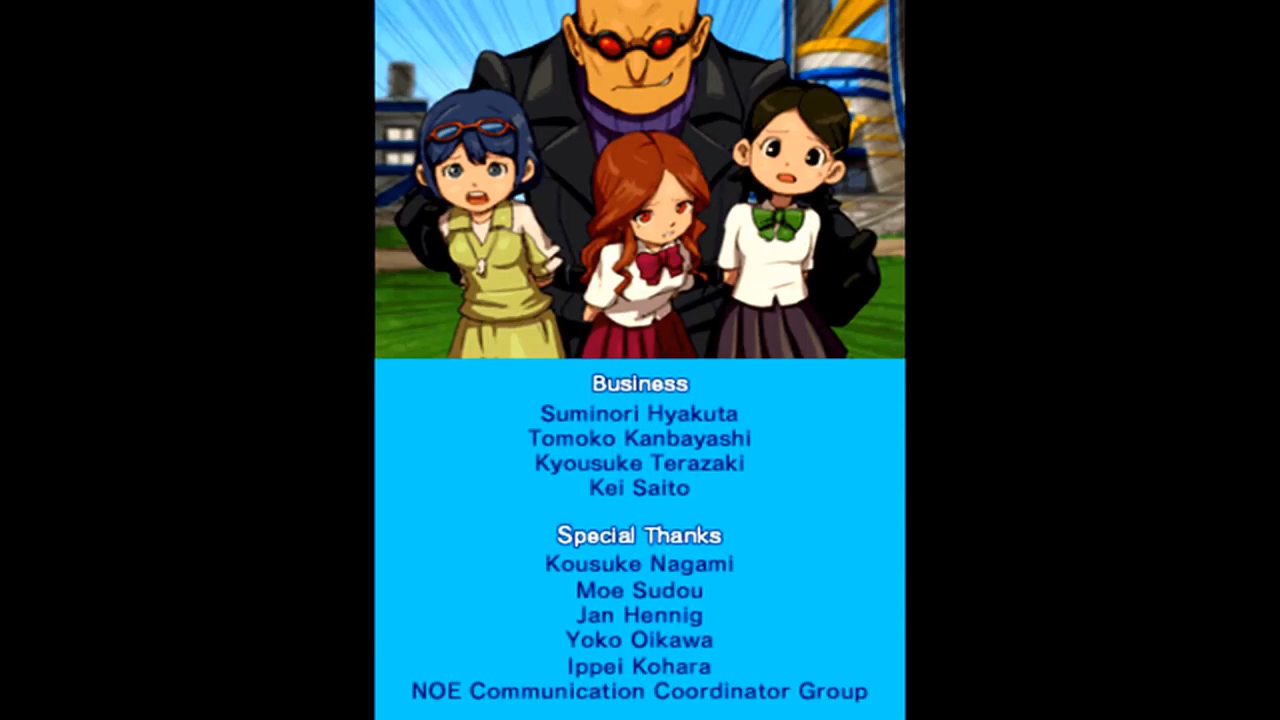 Business
Suminori Hyakuta
Tomoko Kanbayashi
Kyousuke Terazaki
Kei Saito
Special Thanks
Kousuke Nagami
Moe Sudou
Jan Hennig
Yoko Oikawa
Ippei Kohara
NOE Communication Coordinator Group